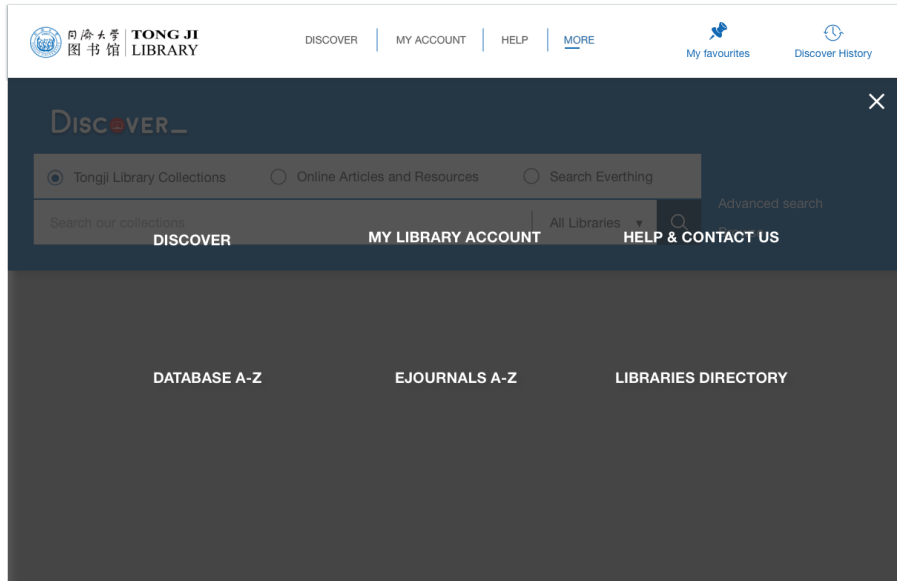 同济大学 TONG JI
图书馆 LIBRARY
DISCOVER MY ACCOUNT HELP MORE
My favourites Discover History
DISCOVER_
Tongji Library Collections Online Articles and Resources Search Everthing
Search our collections All Libraries
Advanced search
DISCOVER MY LIBRARY ACCOUNT HELP & CONTACT US
DATABASE A-Z EJOURNALS A-Z LIBRARIES DIRECTORY